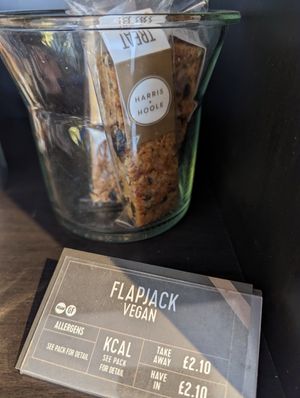 TREAT
HARRIS
+
HOOLE
FLAPJACK
VEGAN
GF
ALLERGENS
SEE PACK FOR DETAIL
KCAL
SEE PACK
FOR DETAIL
TAKE
AWAY
£2.10
HAVE
IN
£2.10